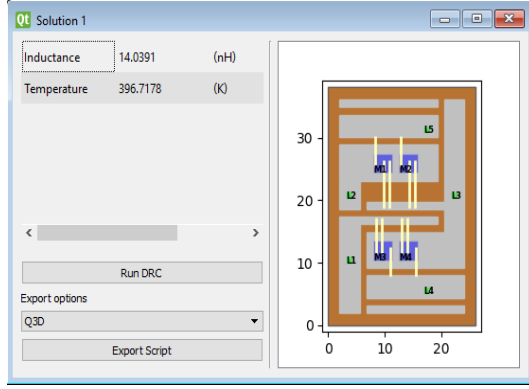 Qt Solution 1
Inductance 14.0391 (nH)
Temperature 396.7178 (K)
Run DRC
Export options
Q3D
Export Script
30
20
10
0
0 10 20
L5
M1 M2
L2 L3
M3 M4
L1
L4